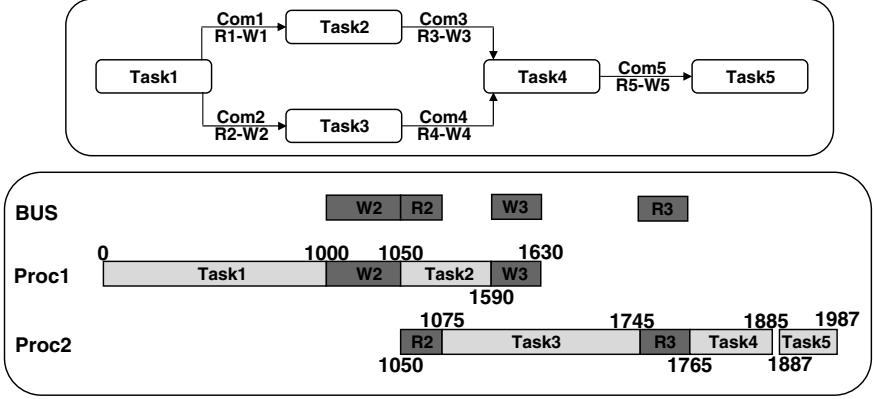 Com1 Com3
R1-W1 Task2 R3-W3
Task1 Task4 Com5 Task5
R5-W5
Com2 Com4
R2-W2 Task3 R4-W4
BUS W2 R2 W3 R3
0 1000 1050 1630
Proc1 Task1 W2 Task2 W3
1590
1075 1745 1885 1987
Proc2 R2 Task3 R3 Task4 Task5
1050 1765 1887